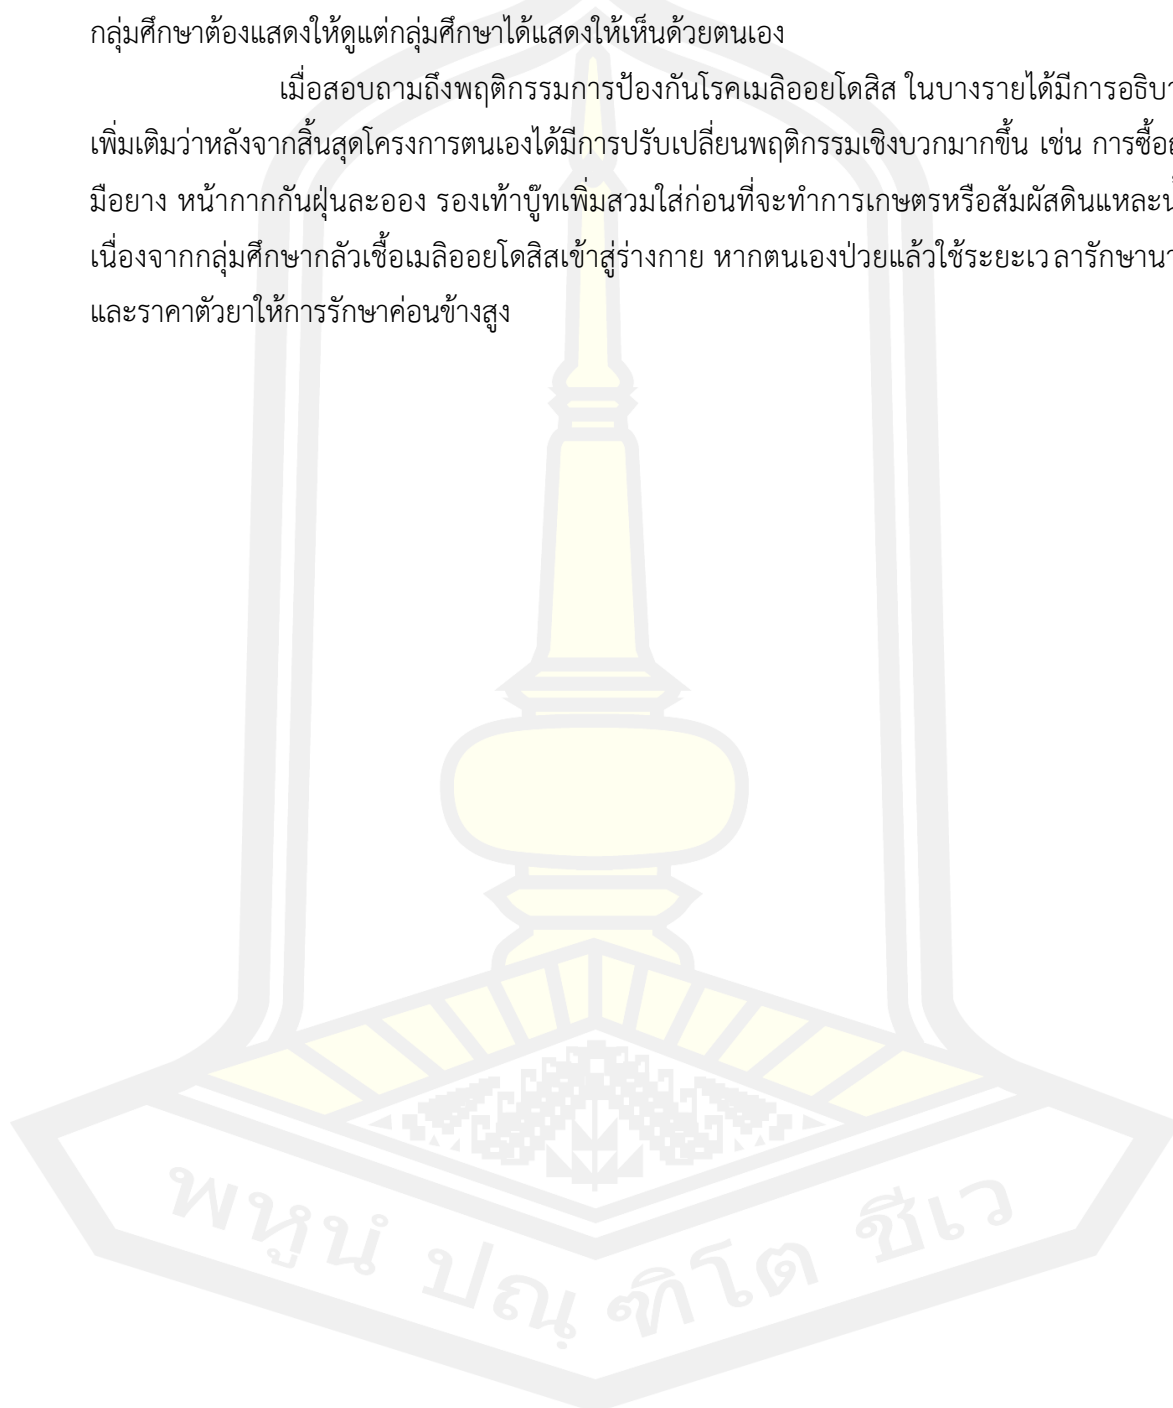 กลุ่มศึกษาต้องแสดงให้ดูแต่กลุ่มศึกษาได้แสดงให้เห็นด้วยตนเอง
เมื่อสอบถามถึงพฤติกรรมการป้องกันโรคเมลิออยโดสิส ในบางรายได้มีการอธิบา
เพิ่มเติมว่าหลังจากสิ้นสุดโครงการตนเองได้มีการปรับเปลี่ยนพฤติกรรมเชิงบวกมากขึ้น เช่น การซื้อ
มือยาง หน้ากากกันฝุ่นละออง รองเท้าบู๊ทเพิ่มสวมใส่ก่อนที่จะทำการเกษตรหรือสัมผัสดินแหละ
เนื่องจากกลุ่มศึกษากลัวเชื้อเมลิออยโดสิสเข้าสู่ร่างกาย หากตนเองป่วยแล้วใช้ระยะเวลารักษานา
และราคาตัวยาให้การรักษาค่อนข้างสูง
พหูนํ ปณฺฑิโต ชีเว